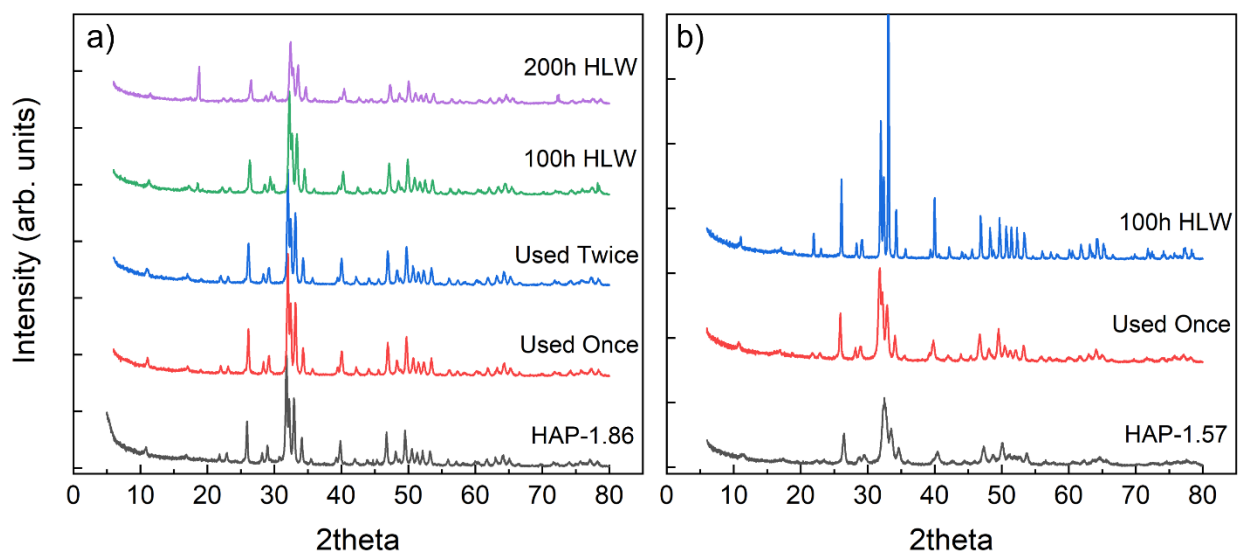 a)
200h HLW
100h HLW
Used Twice
Used Once
HAP-1.86
Intensity (arb. units)
0 10 20 30 40 50 60 70 80
2theta
b)
100h HLW
Used Once
HAP-1.57
0 10 20 30 40 50 60 70 80
2theta